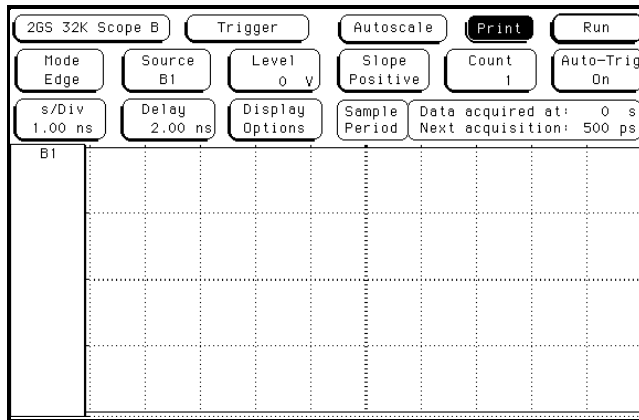 2GS 32K Scope B Trigger Autoscale Print Run
Mode Source Level Slope Count Auto-Trig
Edge B1 0 V Positive 1 On
s/Div Delay Display Sample Data acquired at: 0 s
1.00 ns 2.00 ns Options Period Next acquisition: 500 ps
B1